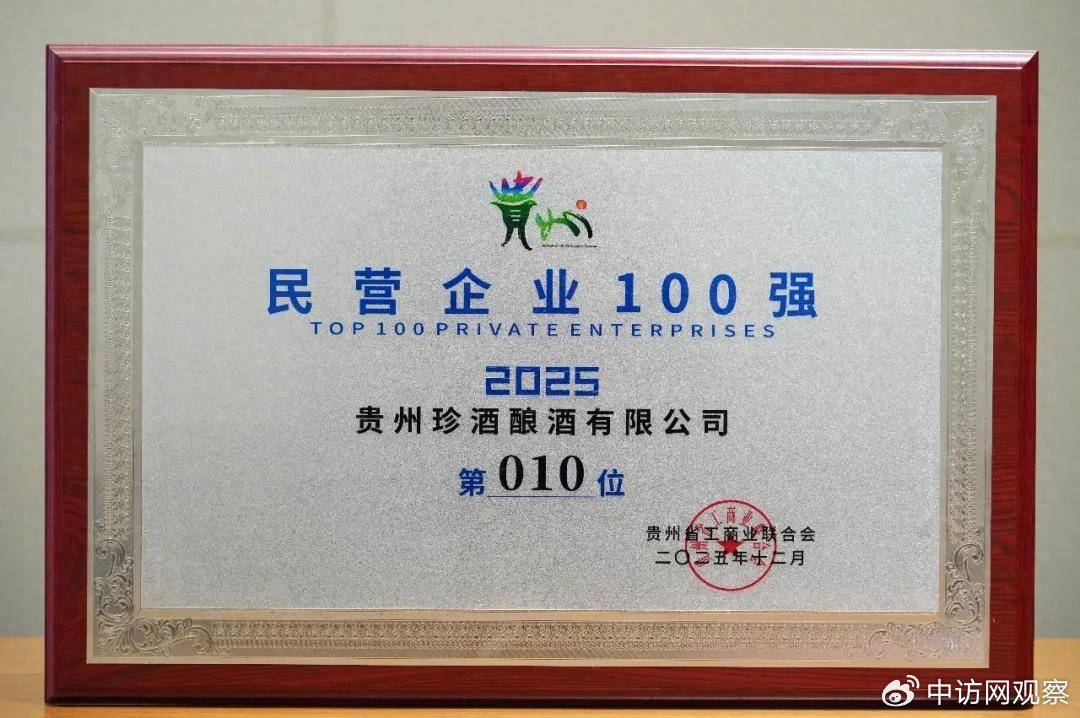 民营企业100强
TOP 100 PRIVATE ENTERPRISES
2025
贵州珍酒酿酒有限公司
第010位
贵州省工商业联合会
二〇二五年十二月
中访网观察